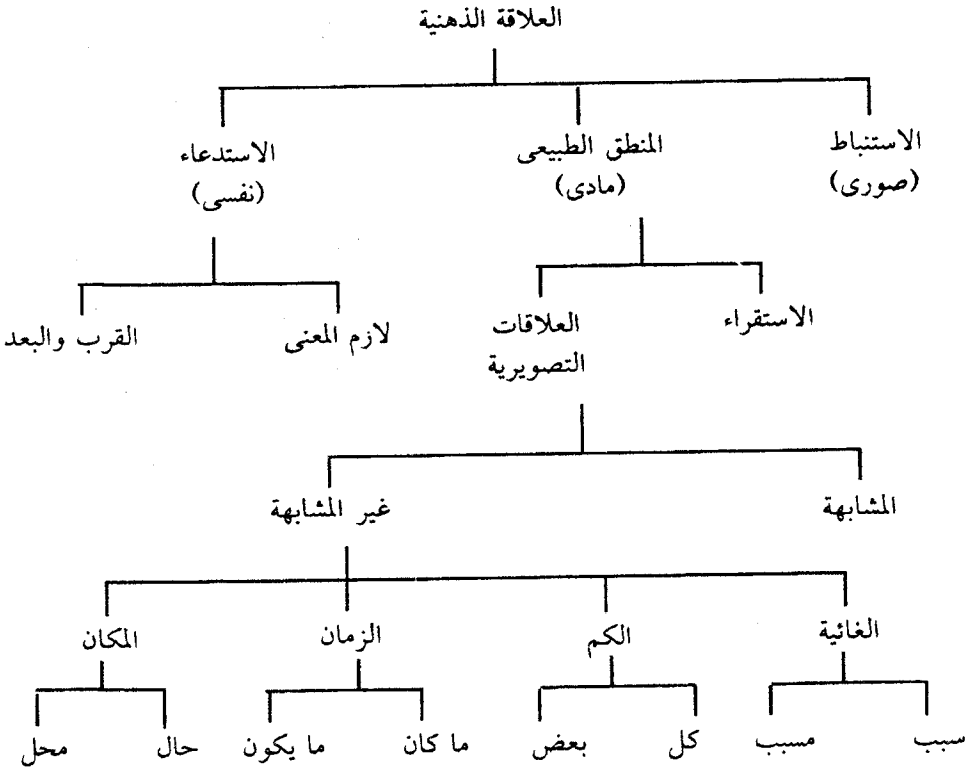 العلاقة الذهنية
الاستنباط
(صورى)
المنطق الطبيعى
(مادى)
الاستدعاء
(نفسى)
الاستقراء
العلاقات
التصويرية
لازم المعنى
القرب والبعد
المشابهة
غير المشابهة
الغائية
الكم
الزمان
المكان
سبب
مسبب
كل
بعض
ما كان
ما يكون
حال
محل